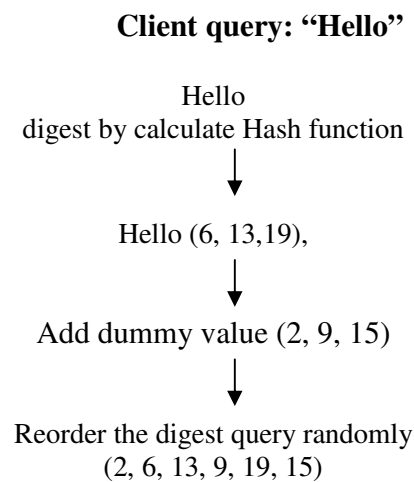 Client query: “Hello”
Hello
digest by calculate Hash function
Hello (6, 13,19),
Add dummy value (2, 9, 15)
Reorder the digest query randomly
(2, 6, 13, 9, 19, 15)